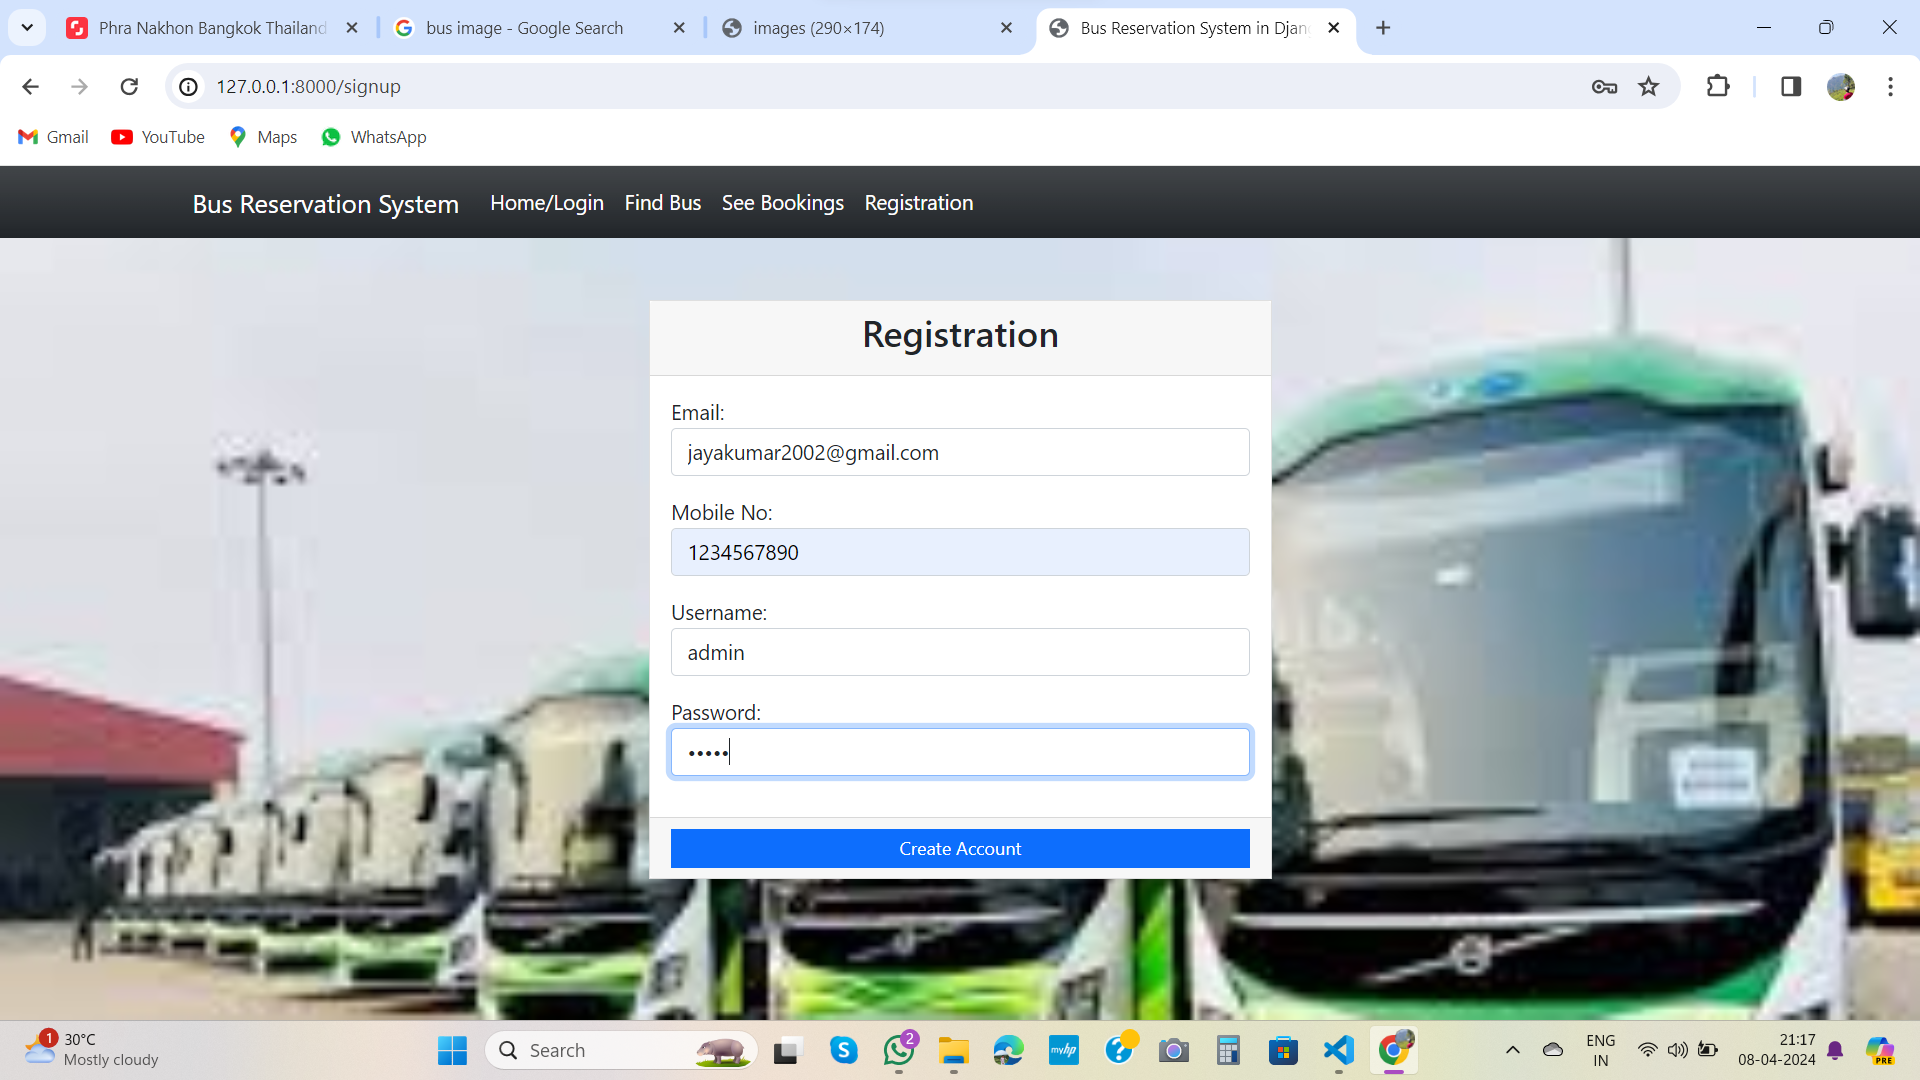 Phra Nakhon Bangkok Thailand
bus image - Google Search
images (290×174)
Bus Reservation System in Djan
127.0.0.1:8000/signup
Gmail
YouTube
Maps
WhatsApp
Bus Reservation System
Home/Login
Find Bus
See Bookings
Registration
Registration
Email:
jayakumar2002@gmail.com
Mobile No:
1234567890
Username:
admin
Password:
•••••
Create Account
1
30°C
Mostly cloudy
Search
2
myhp
ENG
IN
21:17
08-04-2024
PRE